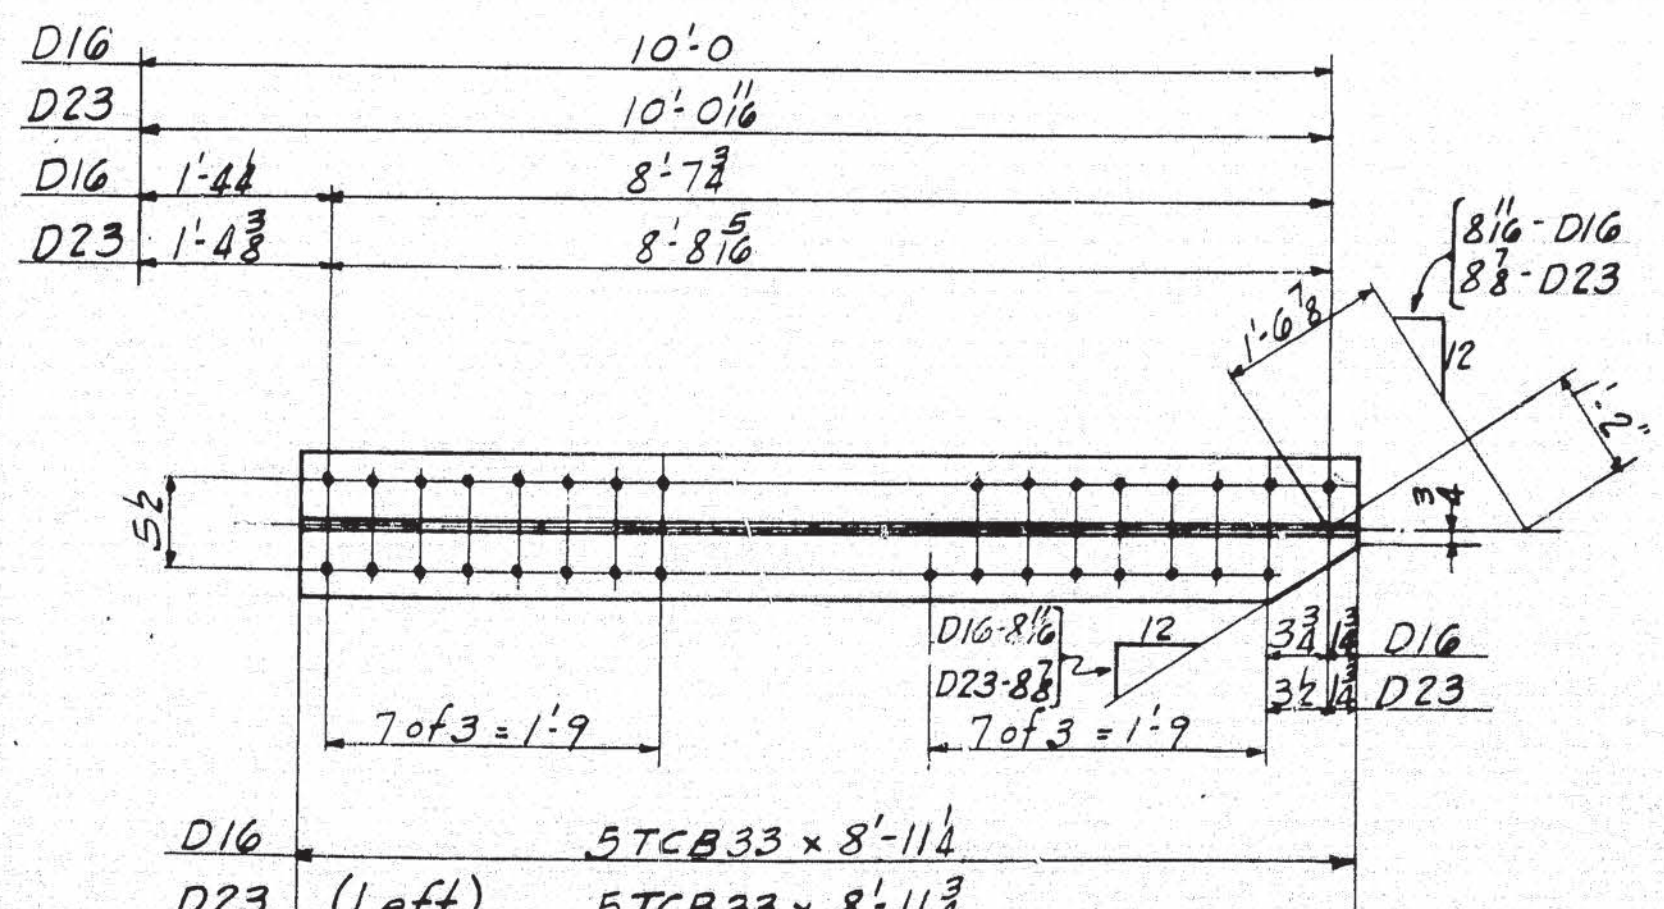 D16 10'-0
D23 10'-0 11/16
D16 1'-4 1/4 8'-7 3/4
D23 1'-4 3/8 8'-8 5/16
8 11/16 - D16
8 7/8 - D23
1'-6 7/8
12
1'-2"
5 1/2
3/4
D16-8 11/16
D23-8 7/8
12
3 3/4 1 3/4 D16
3 1/2 1 3/4 D23
7 of 3 = 1'-9
7 of 3 = 1'-9
D16 5TCB33 x 8'-11 1/4
D23 (Left) 5TCB33 x 8'-11 3/4